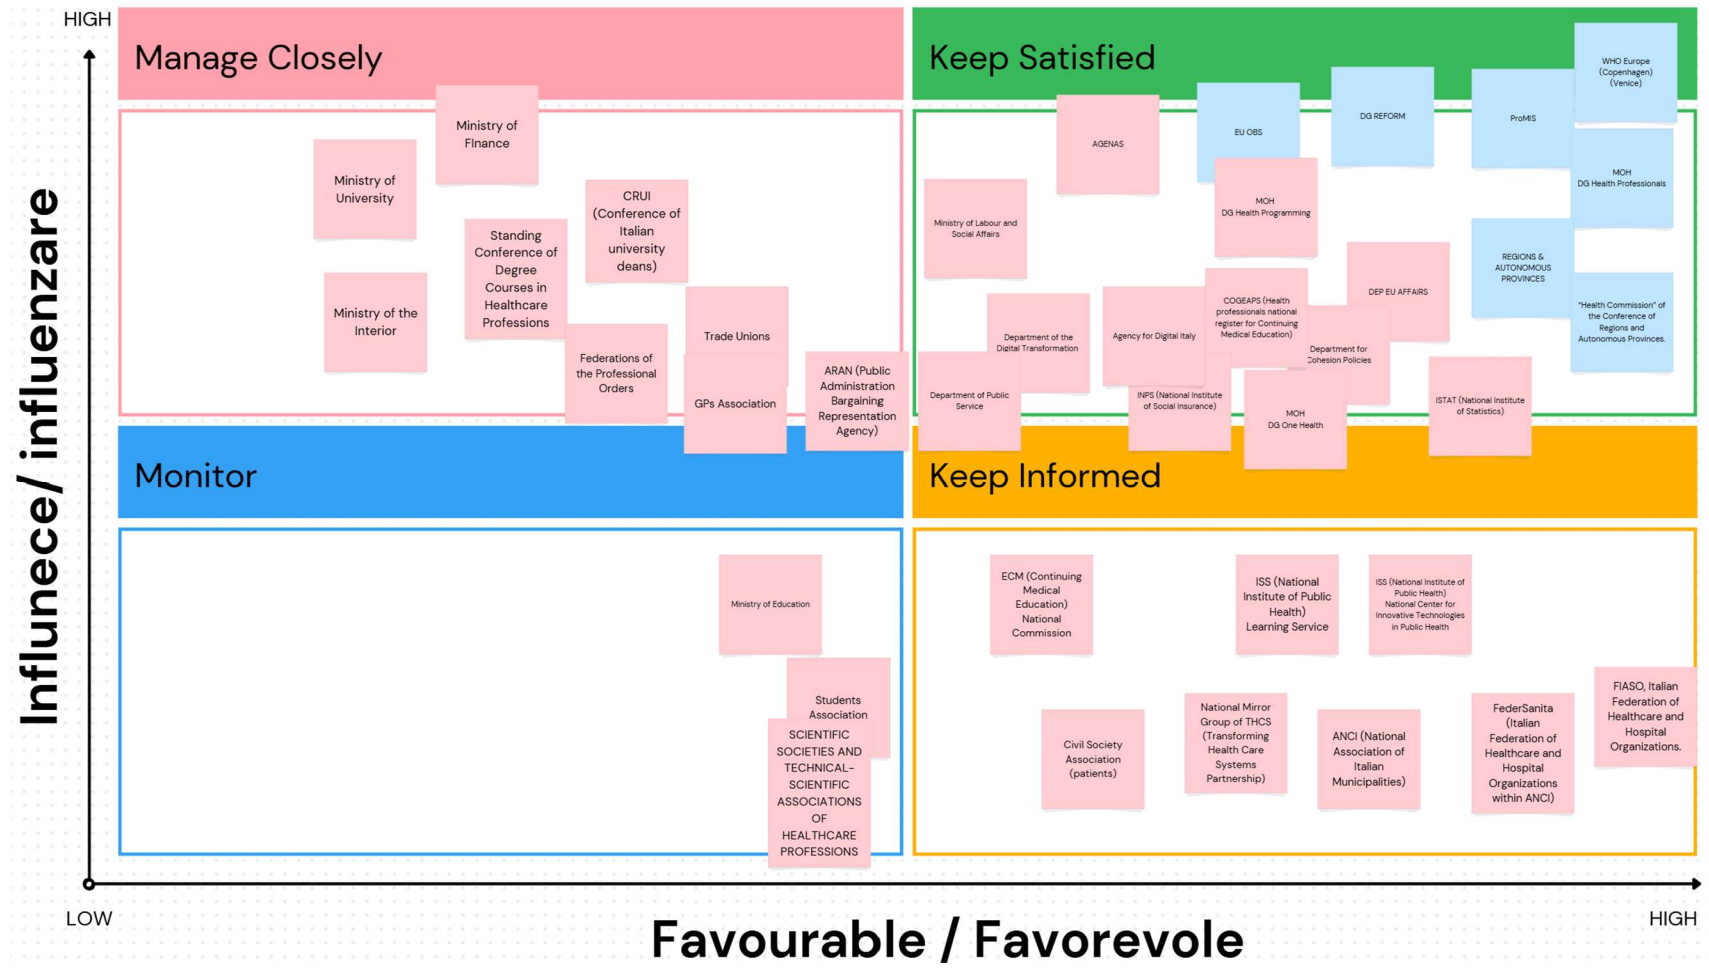 HIGH
Manage Closely
Keep Satisfied
WHO Europe
(Copenhagen)
(Venice)
Ministry of
FInance
AGENAS
EU OBS
DG REFORM
ProMIS
Ministry of
University
CRUI
(Conference of
Italian
university
deans)
Ministry of Labour and
Social Affairs
MOH
DG Health Programming
MOH
DG Health Professionals
Standing
Conference of
Degree
Courses in
Healthcare
Professions
REGIONS &
AUTONOMOUS
PROVINCES
Ministry of the
Interior
Trade Unions
Department of the
Digital Transformation
Agency for Digital Italy
COGEAPS (Health
professionals national
register for Continuing
Medical Education)
DEP EU AFFAIRS
"Health Commission" of
the Conference of
Regions and
Autonomous Provinces.
Federations of
the Professional
Orders
GPs Association
ARAN (Public
Administration
Bargaining
Representation
Agency)
Department of Public
Service
INPS (National Institute
of Social Insurance)
Department for
Cohesion Policies
MOH
DG One Health
ISTAT (National Institute
of Statistics)
Monitor
Keep Informed
Infunece/ influenzare
Ministry of Education
Students
Association
SCIENTIFIC
SOCIETIES AND
TECHNICAL-
SCIENTIFIC
ASSOCIATIONS
OF
HEALTHCARE
PROFESSIONS
ECM (Continuing
Medical
Education)
National
Commission
ISS (National
Institute of Public
Health)
Learning Service
ISS (National Institute of
Public Health)
National Center for
Innovative Technologies
in Public Health
Civil Society
Association
(patients)
National Mirror
Group of THCS
(Transforming
Health Care
Systems
Partnership)
ANCI (National
Association of
Italian
Municipalities)
FederSanita
(Italian
Federation of
Healthcare and
Hospital
Organizations
within ANCI)
FIASO, Italian
Federation of
Healthcare and
Hospital
Organizations.
LOW
HIGH
Favourable / Favorevole